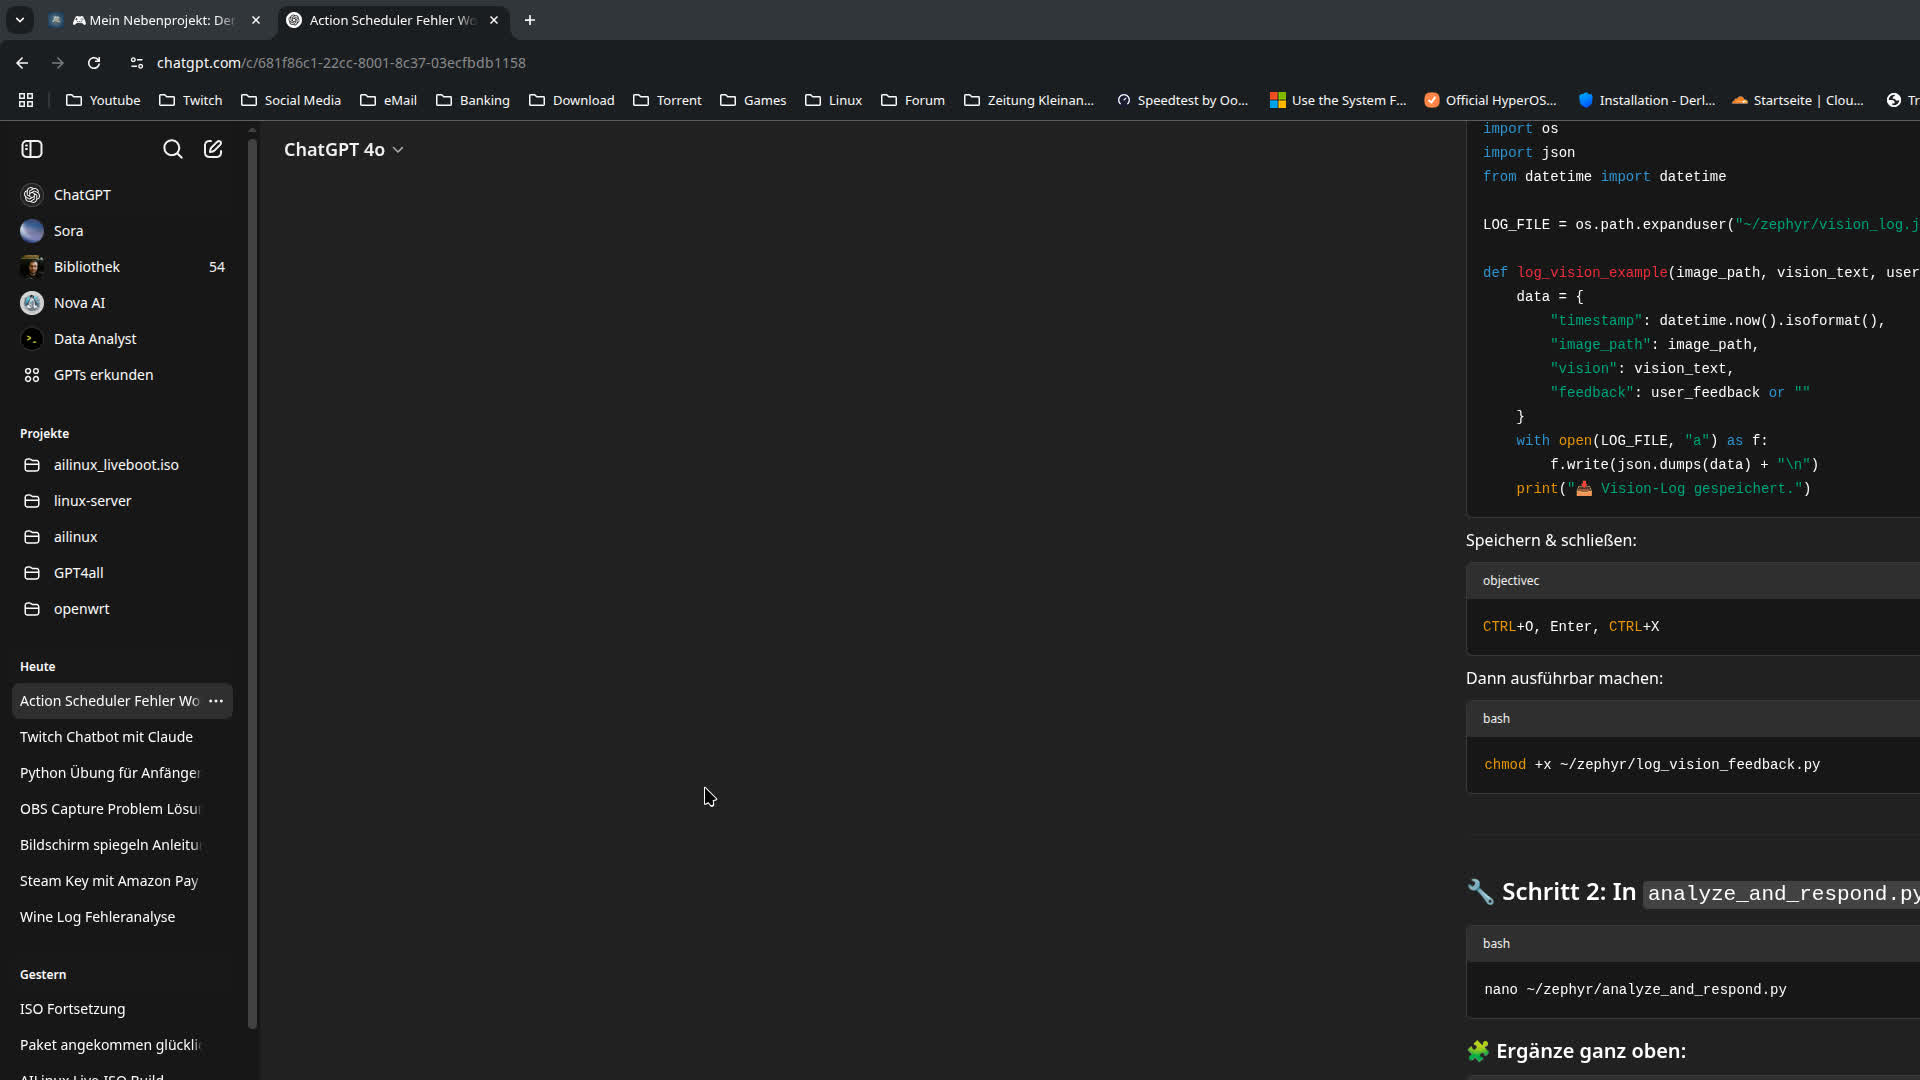 🎮 Mein Nebenprojekt: De
Action Scheduler Fehler Wo
chatgpt.com/c/681f86c1-22cc-8001-8c37-03ecfbdb1158
Youtube Twitch Social Media eMail Banking Download Torrent Games Linux Forum Zeitung Kleinan... Speedtest by Oo... Use the System F... Official HyperOS... Installation - Derl... Startseite | Clou... Tr
ChatGPT
Sora
Bibliothek 54
Nova AI
Data Analyst
GPTs erkunden
Projekte
ailinux_liveboot.iso
linux-server
ailinux
GPT4all
openwrt
Heute
Action Scheduler Fehler Wo
Twitch Chatbot mit Claude
Python Übung für Anfänger
OBS Capture Problem Lösu
Bildschirm spiegeln Anleitu
Steam Key mit Amazon Pay
Wine Log Fehleranalyse
Gestern
ISO Fortsetzung
Paket angekommen glückli
AILinux Live ISO Build
ChatGPT 4o
import os
import json
from datetime import datetime
LOG_FILE = os.path.expanduser("~/zephyr/vision_log.j
def log_vision_example(image_path, vision_text, user
data = {
"timestamp": datetime.now().isoformat(),
"image_path": image_path,
"vision": vision_text,
"feedback": user_feedback or ""
}
with open(LOG_FILE, "a") as f:
f.write(json.dumps(data) + "\n")
print("📥 Vision-Log gespeichert.")
Speichern & schließen:
objectivec
CTRL+O, Enter, CTRL+X
Dann ausführbar machen:
bash
chmod +x ~/zephyr/log_vision_feedback.py
🔧 Schritt 2: In analyze_and_respond.py
bash
nano ~/zephyr/analyze_and_respond.py
🧩 Ergänze ganz oben: